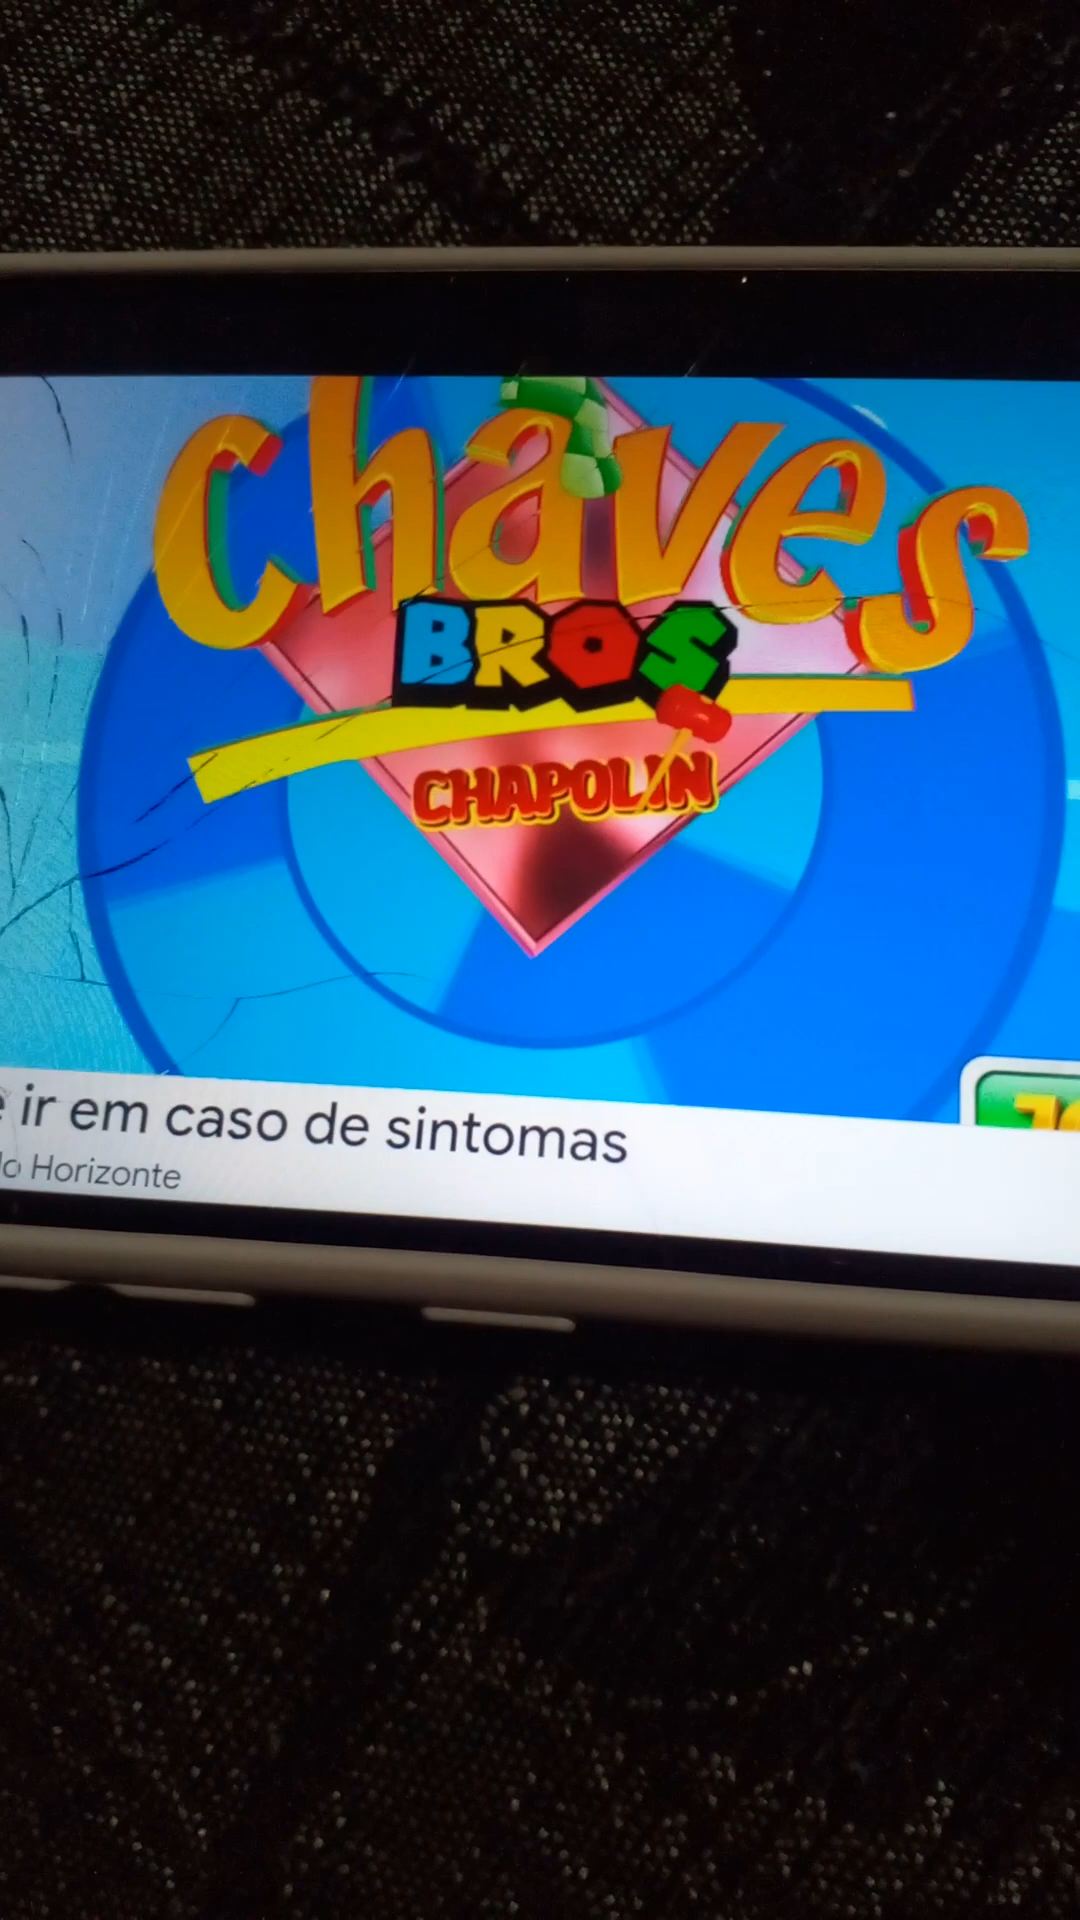 Chaves
BROS
CHAPOLIN
ir em caso de sintomas
Horizonte